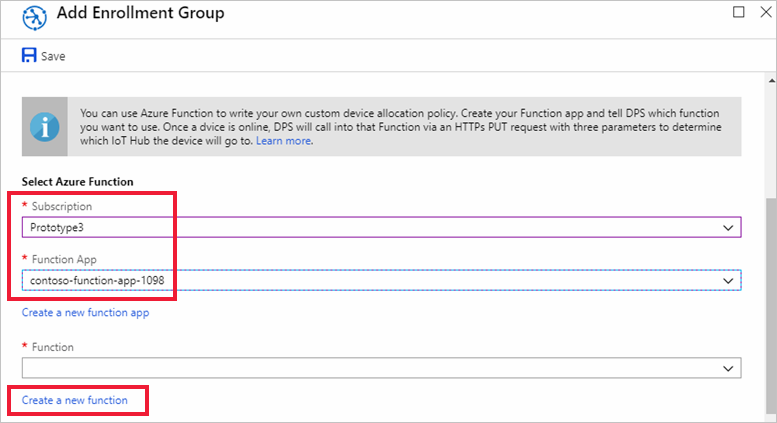 Add Enrollment Group
Save
You can use Azure Function to write your own custom device allocation policy. Create your Function app and tell DPS which function
you want to use. Once a dvice is online, DPS will call into that Function via an HTTPs PUT request with three parameters to determine
which IoT Hub the device will go to. Learn more.
Select Azure Function
* Subscription
Prototype3
* Function App
contoso-function-app-1098
Create a new function app
* Function
Create a new function